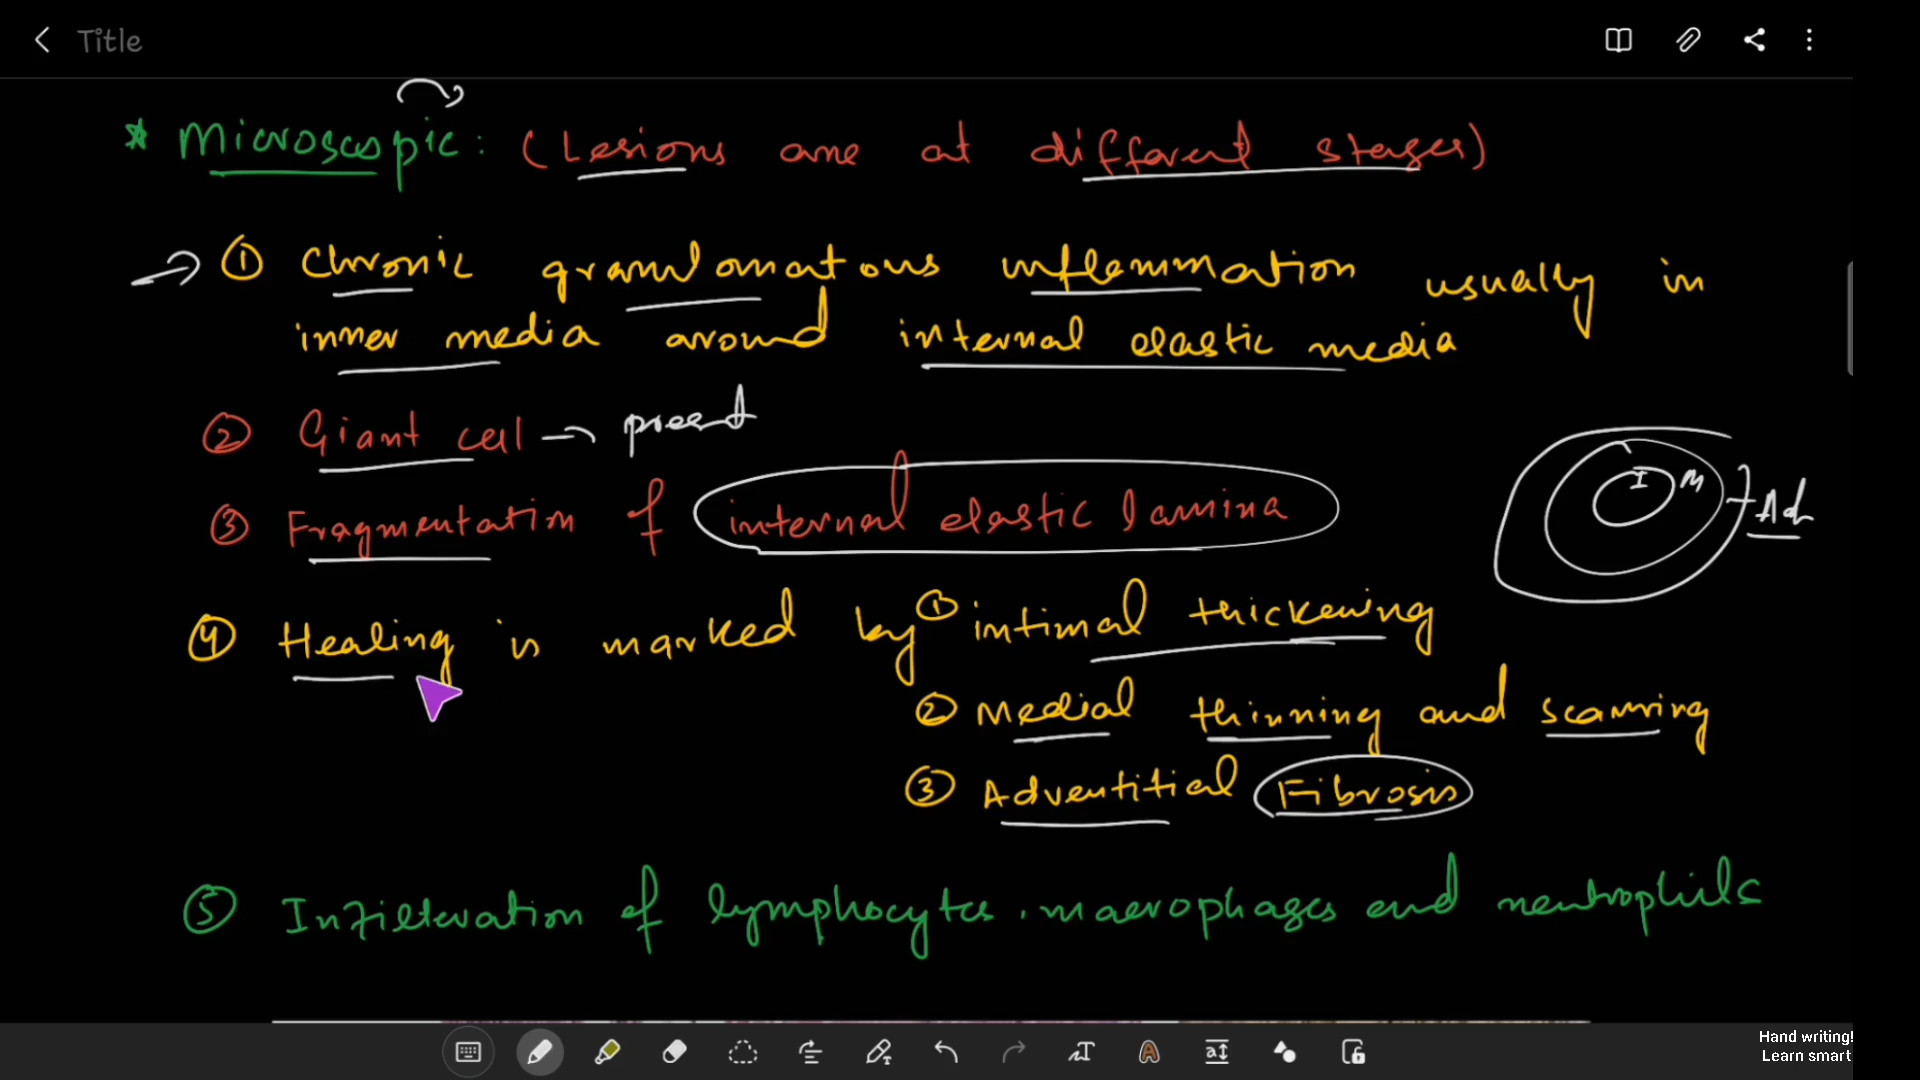 Title
* Microscopic: (Lesions are at different stages)
→ ① Chronic granulomatous inflammation usually in
inner media around internal elastic media
② Giant cell → present
I M Ad
③ Fragmentation of internal elastic lamina
④ Healing is marked by ① intimal thickening
② Medial thinning and scarring
③ Adventitial Fibrosis
⑤ Infilteration of lymphocytes, macrophages and neutrophils
Hand writing!
Learn smart